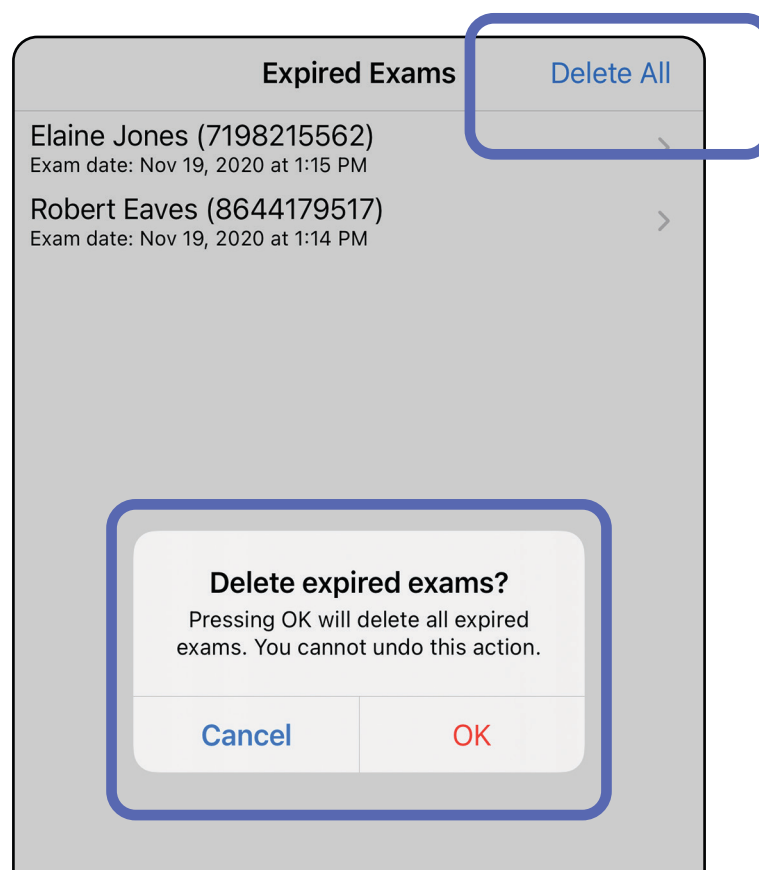 Expired Exams
Delete All
Elaine Jones (7198215562)
Exam date: Nov 19, 2020 at 1:15 PM
Robert Eaves (8644179517)
Exam date: Nov 19, 2020 at 1:14 PM
Delete expired exams?
Pressing OK will delete all expired
exams. You cannot undo this action.
Cancel
OK